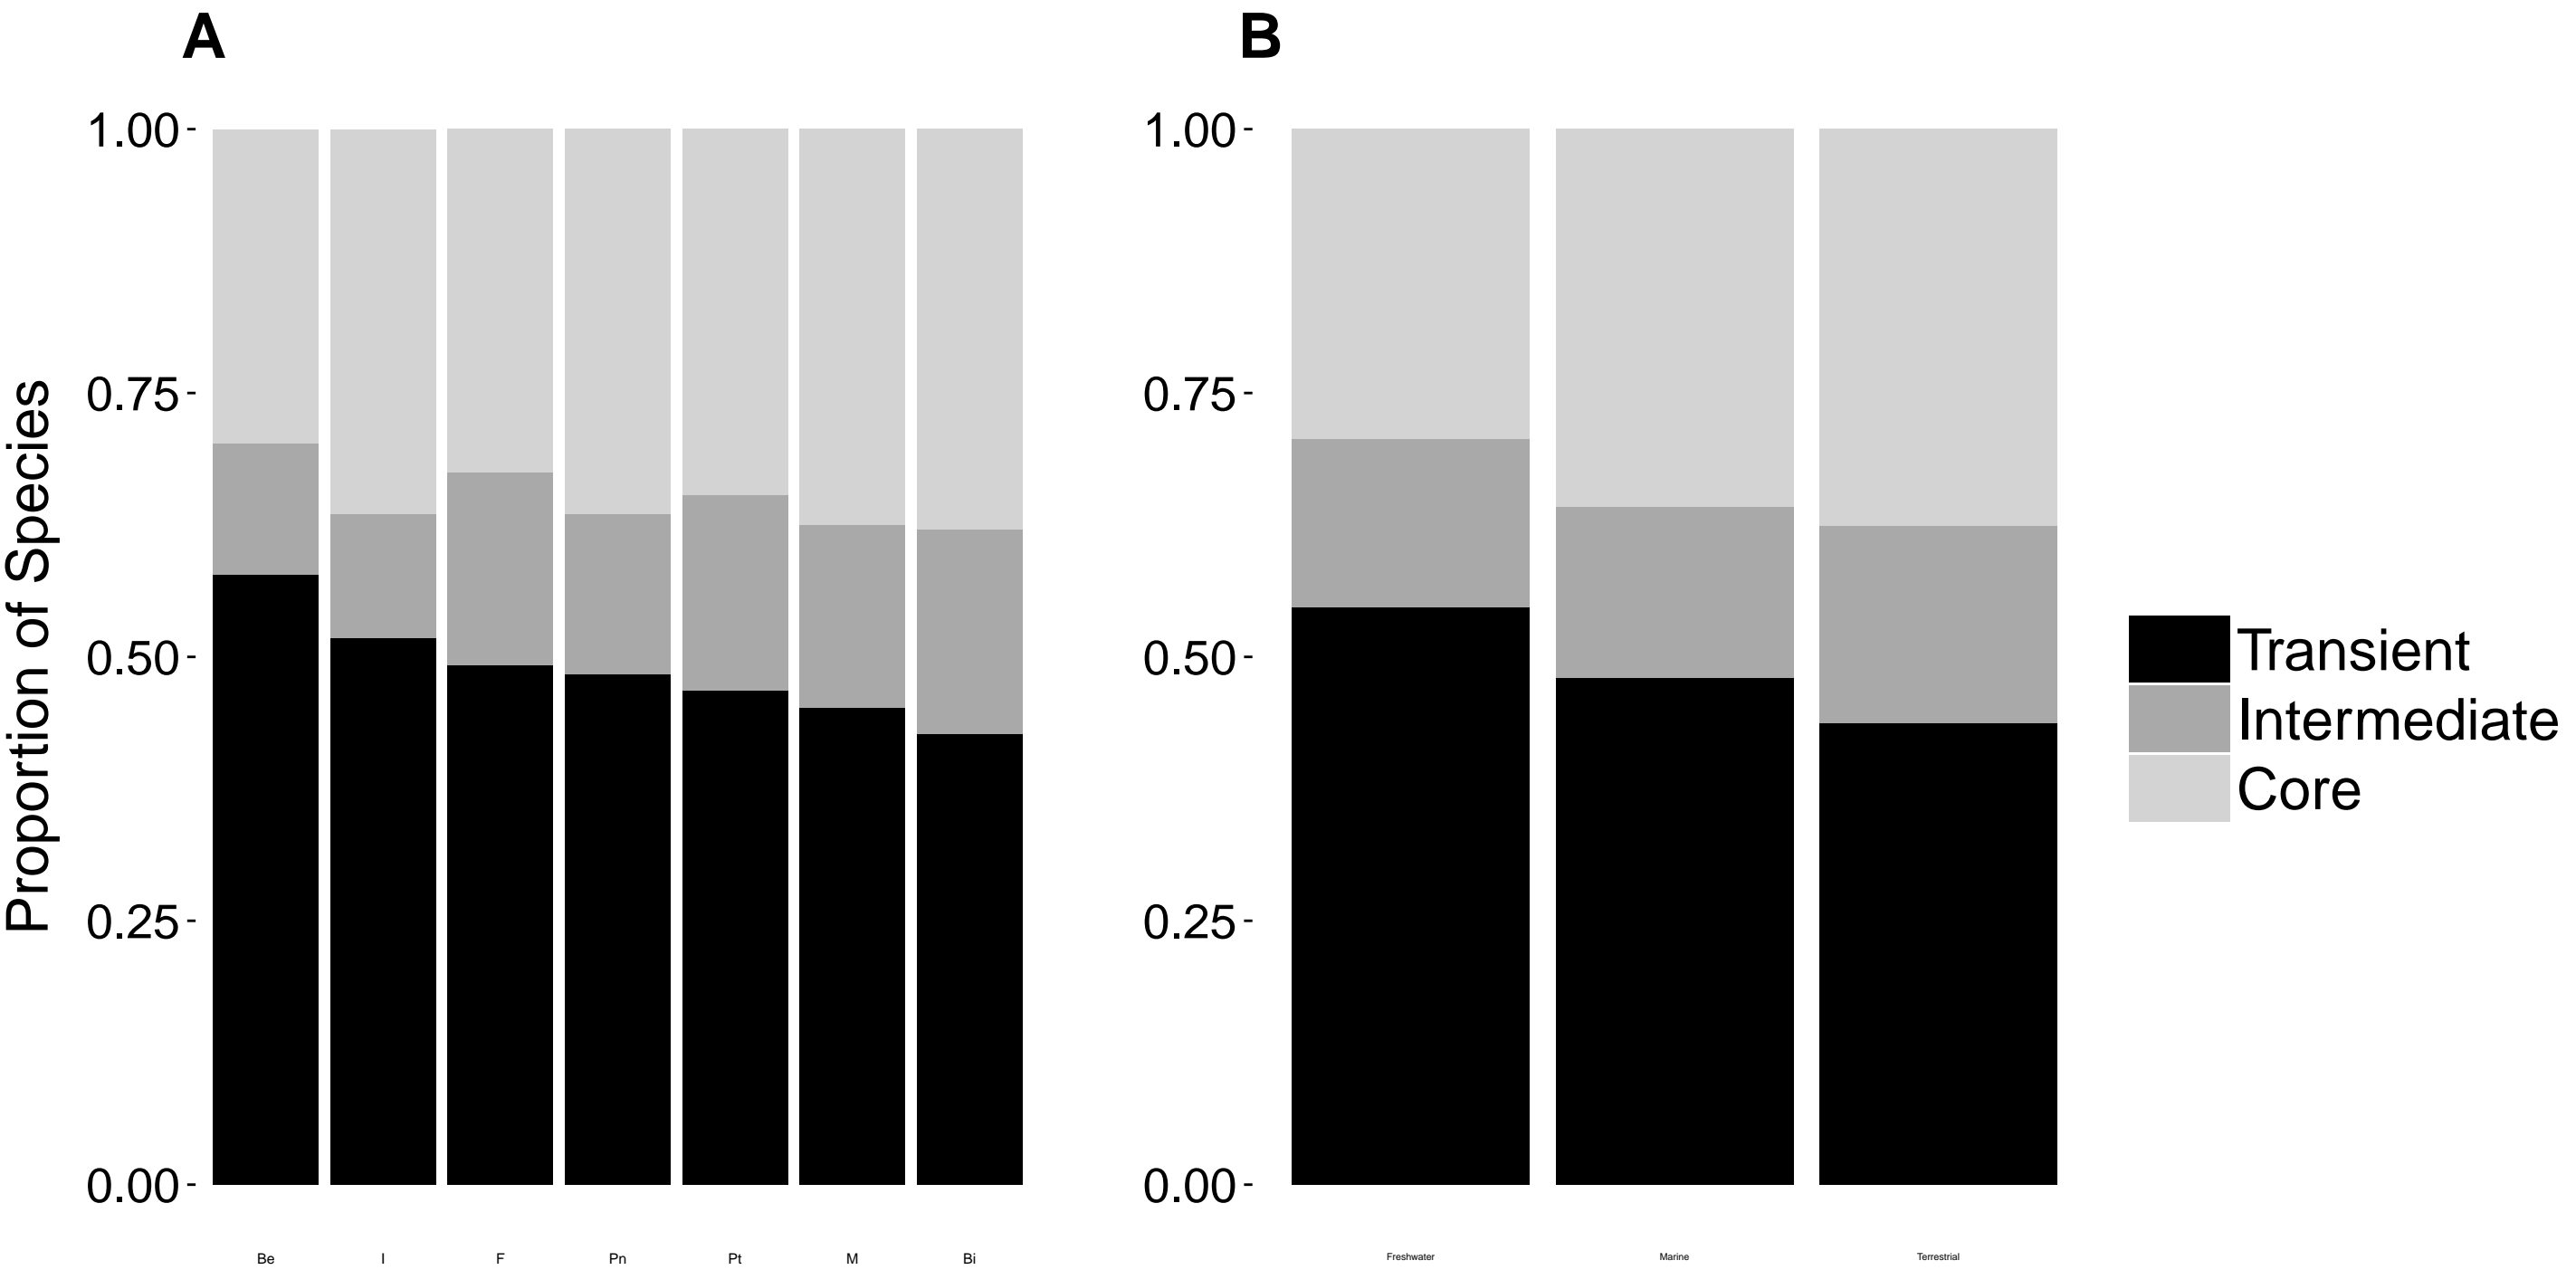 A
B
Proportion of Species
1.00
0.75
0.50
0.25
0.00
Be I F Pn Pt M Bi
1.00
0.75
0.50
0.25
0.00
Freshwater Marine Terrestrial
Transient
Intermediate
Core